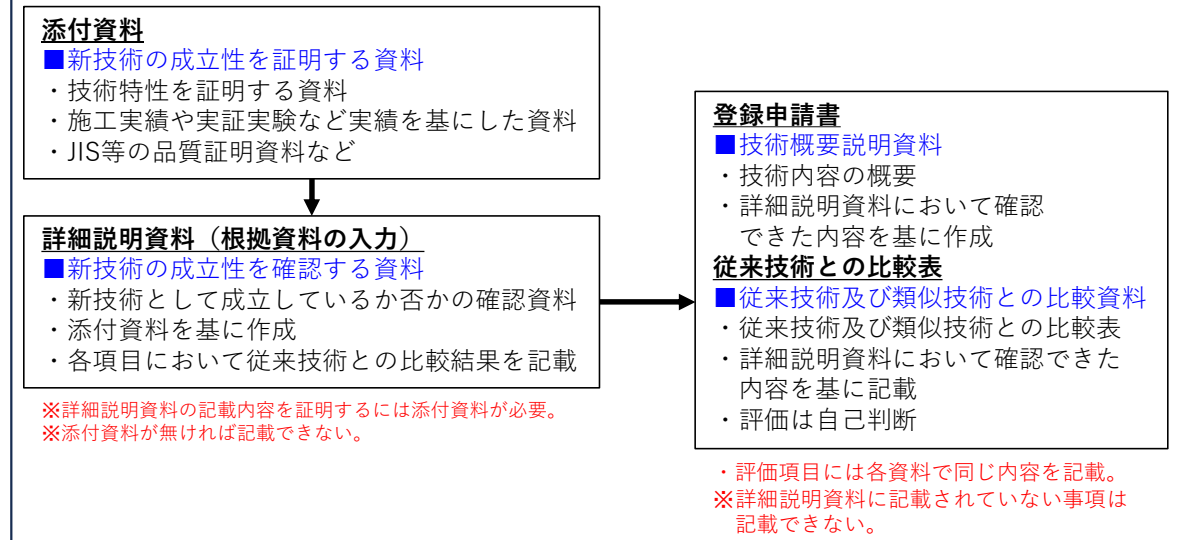 添付資料
■新技術の成立性を証明する資料
・技術特性を証明する資料
・施工実績や実証実験など実績を基にした資料
・JIS等の品質証明資料など
詳細説明資料（根拠資料の入力）
■新技術の成立性を確認する資料
・新技術として成立しているか否かの確認資料
・添付資料を基に作成
・各項目において従来技術との比較結果を記載
※詳細説明資料の記載内容を証明するには添付資料が必要。
※添付資料が無ければ記載できない。
登録申請書
■技術概要説明資料
・技術内容の概要
・詳細説明資料において確認
できた内容を基に作成
従来技術との比較表
■従来技術及び類似技術との比較資料
・従来技術及び類似技術との比較表
・詳細説明資料において確認できた
内容を基に記載
・評価は自己判断
・評価項目には各資料で同じ内容を記載。
※詳細説明資料に記載されていない事項は
記載できない。